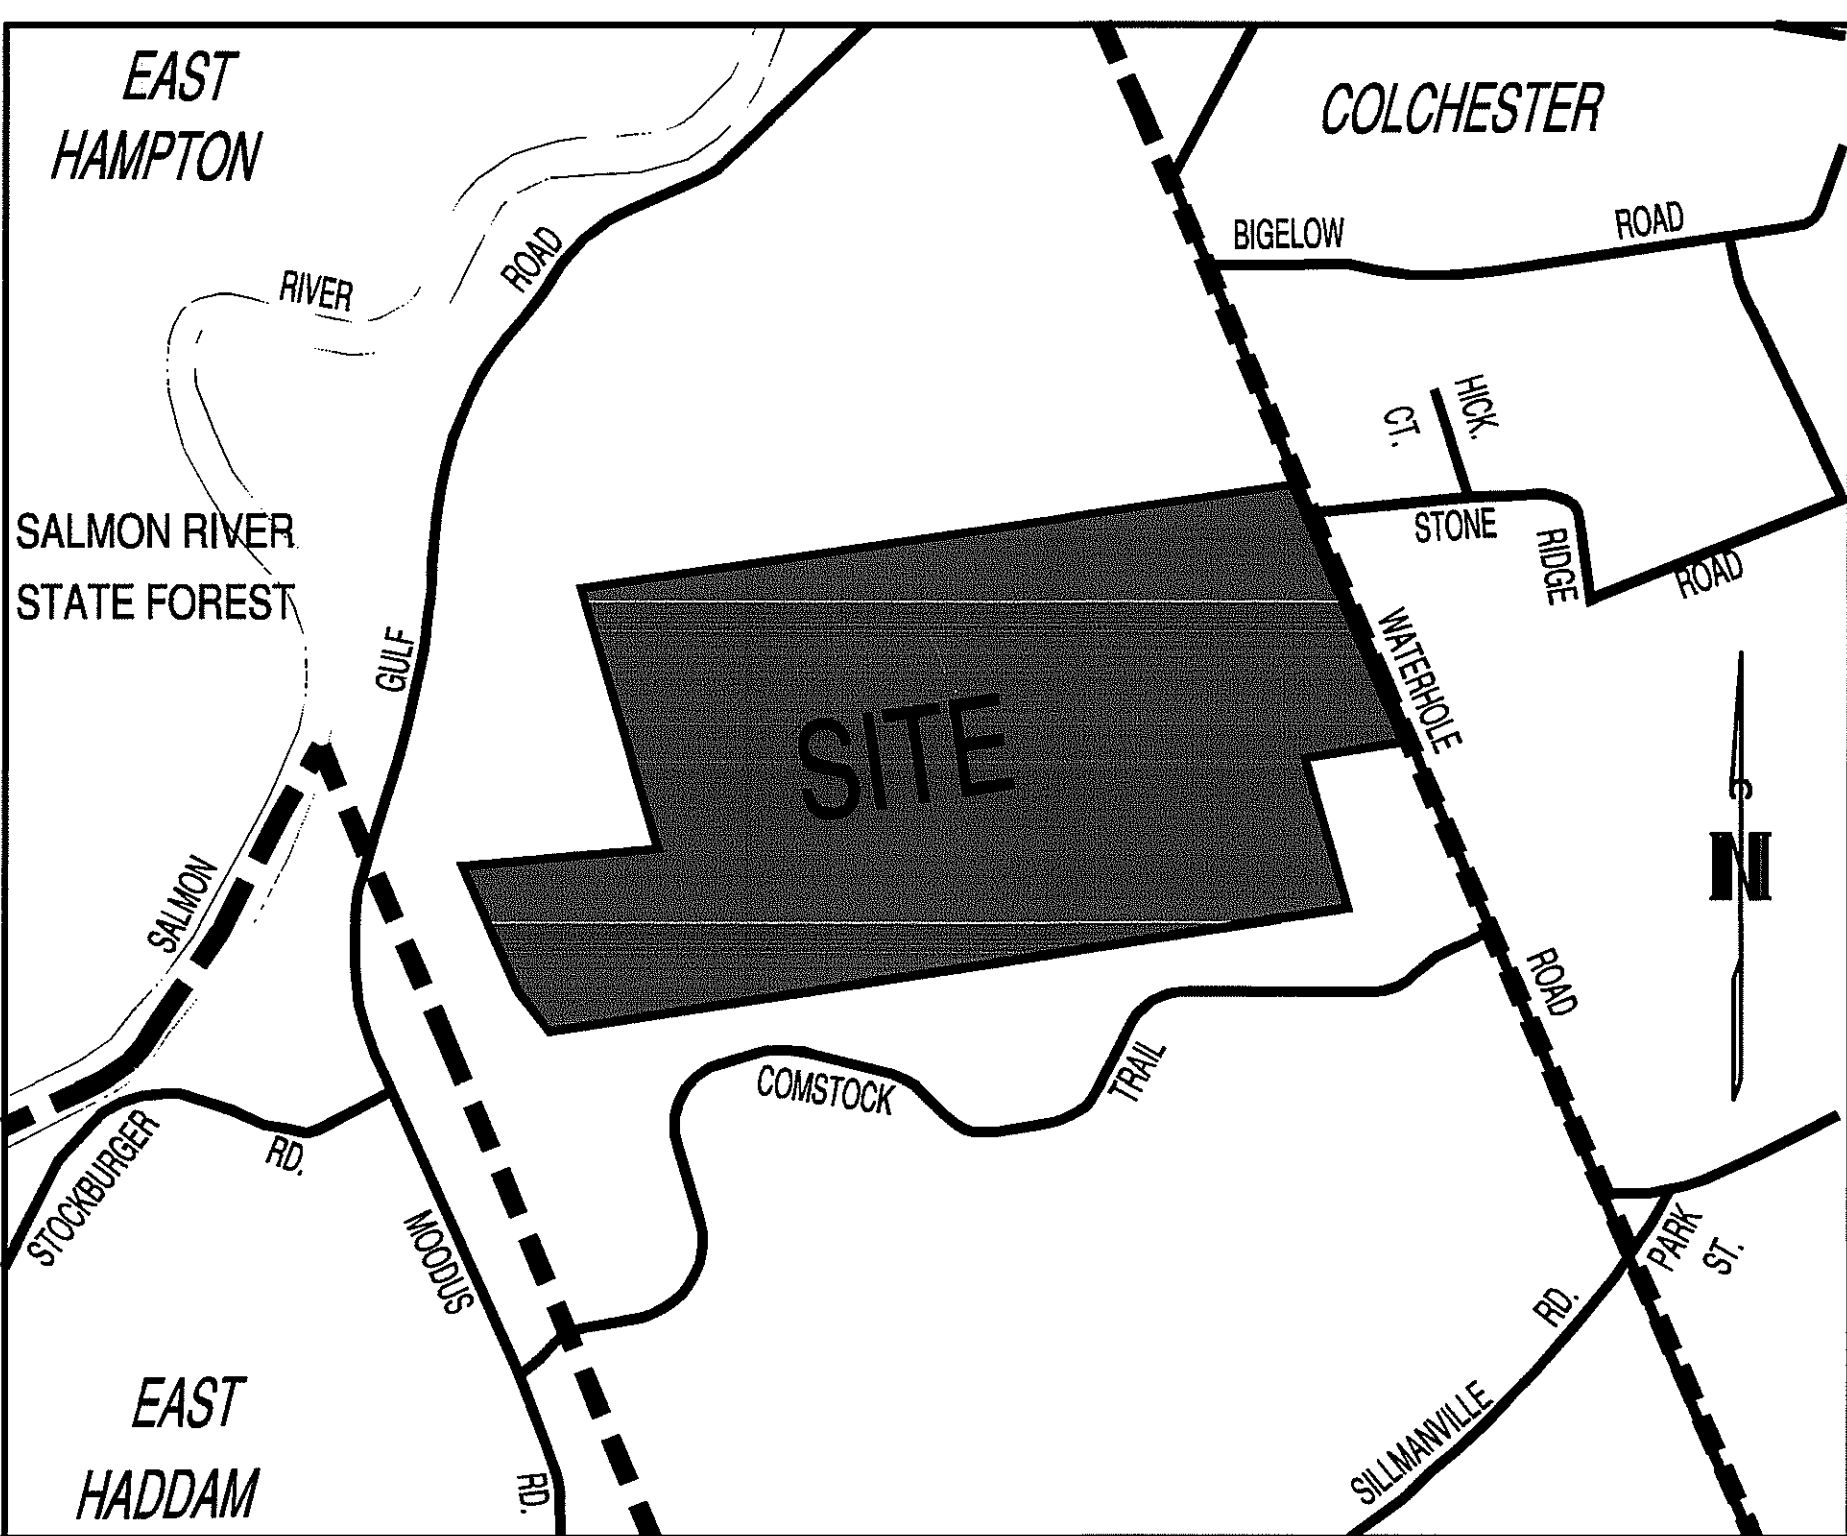 EAST
HAMPTON
COLCHESTER
BIGELOW
ROAD
ROAD
RIVER
HICK.
CT.
SALMON RIVER
STATE FOREST
STONE
RIDGE
ROAD
GULF
WATERHOLE
SITE
N
SALMON
ROAD
COMSTOCK
TRAIL
STOCKBURGER
RD.
MOODUS
PARK
ST.
RD.
SILLMANVILLE
EAST
HADDAM
RD.